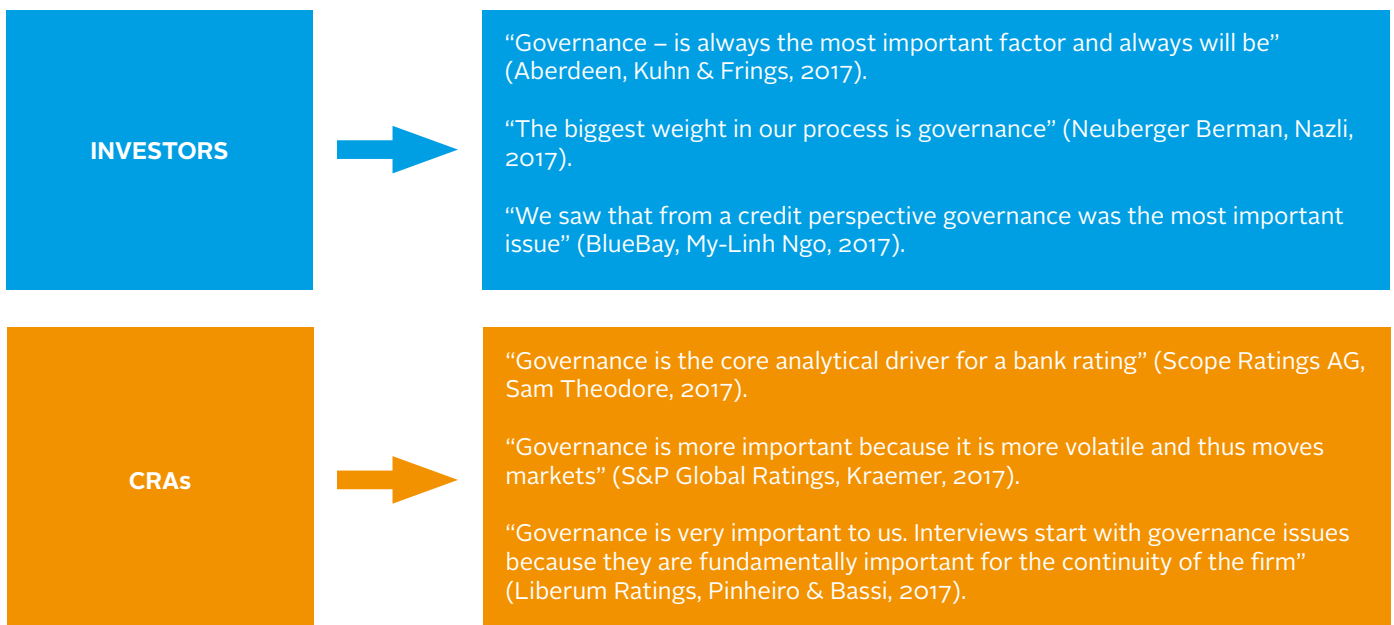 INVESTORS
“Governance – is always the most important factor and always will be”
(Aberdeen, Kuhn & Frings, 2017).
“The biggest weight in our process is governance” (Neuberger Berman, Nazli,
2017).
“We saw that from a credit perspective governance was the most important
issue” (BlueBay, My-Linh Ngo, 2017).
CRAs
“Governance is the core analytical driver for a bank rating” (Scope Ratings AG,
Sam Theodore, 2017).
“Governance is more important because it is more volatile and thus moves
markets” (S&P Global Ratings, Kraemer, 2017).
“Governance is very important to us. Interviews start with governance issues
because they are fundamentally important for the continuity of the firm”
(Liberum Ratings, Pinheiro & Bassi, 2017).